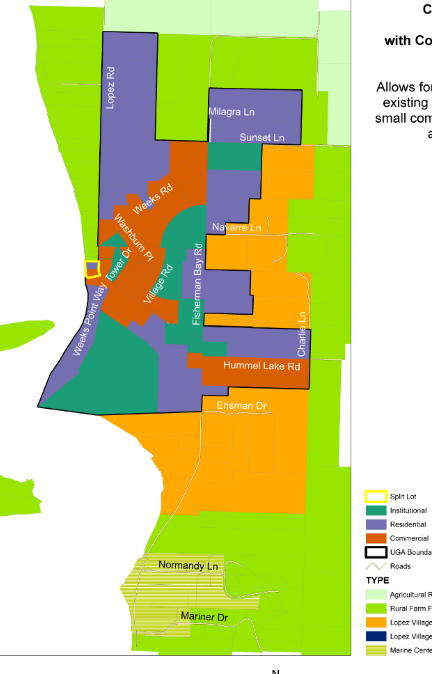 C
with Co
Allows for
existing
small com
a
Lopez Rd
Milagra Ln
Sunset Ln
Weeks Rd
Washburn Pl
Tower Dr
Village Rd
Navarre Ln
Fisherman Bay Rd
Weeks Point Way
Charlie Ln
Hummel Lake Rd
Erisman Dr
Normandy Ln
Mariner Dr
Split Lot
Institutional
Residential
Commercial
UGA Bounda
Roads
TYPE
Agricultural R
Rural Farm F
Lopez Village
Lopez Village
Marine Cente
N